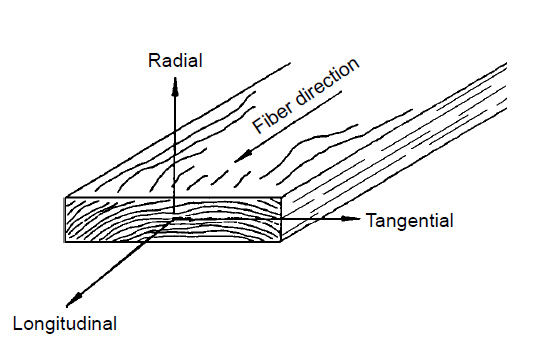 Radial
Fiber direction
Tangential
Longitudinal